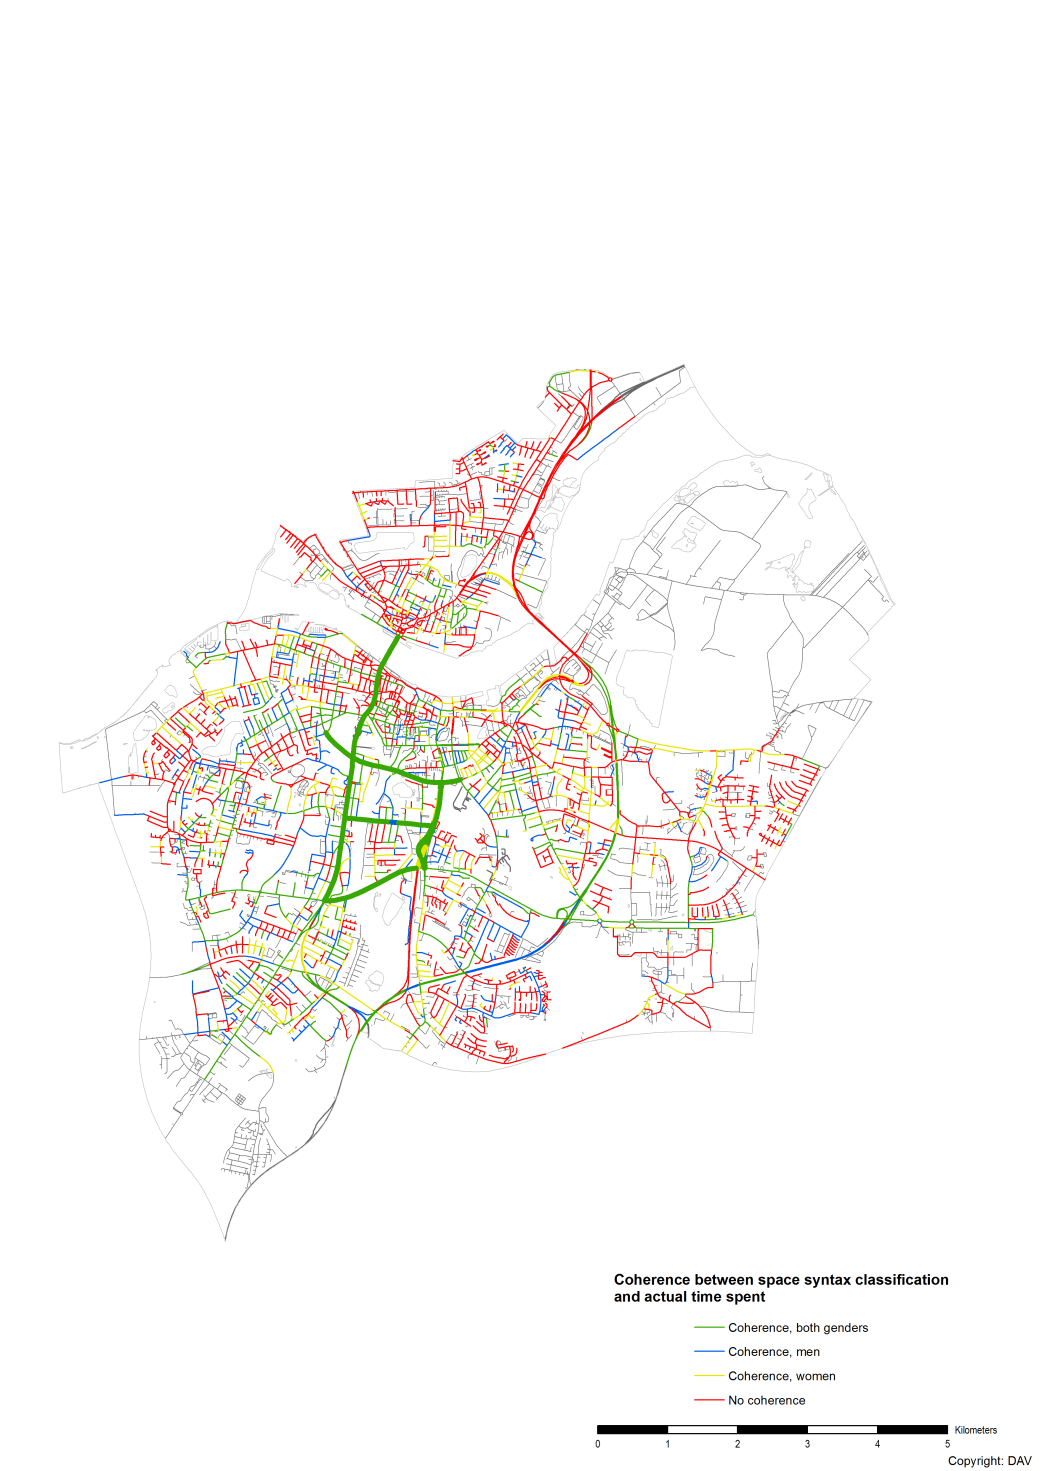 Coherence between space syntax classification
and actual time spent
Coherence, both genders
Coherence, men
Coherence, women
No coherence
Kilometers
0 1 2 3 4 5
Copyright: DAV